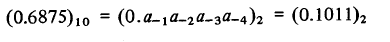 (0.6875)₁₀ = (0.a₋₁a₋₂a₋₃a₋₄)₂ = (0.1011)₂